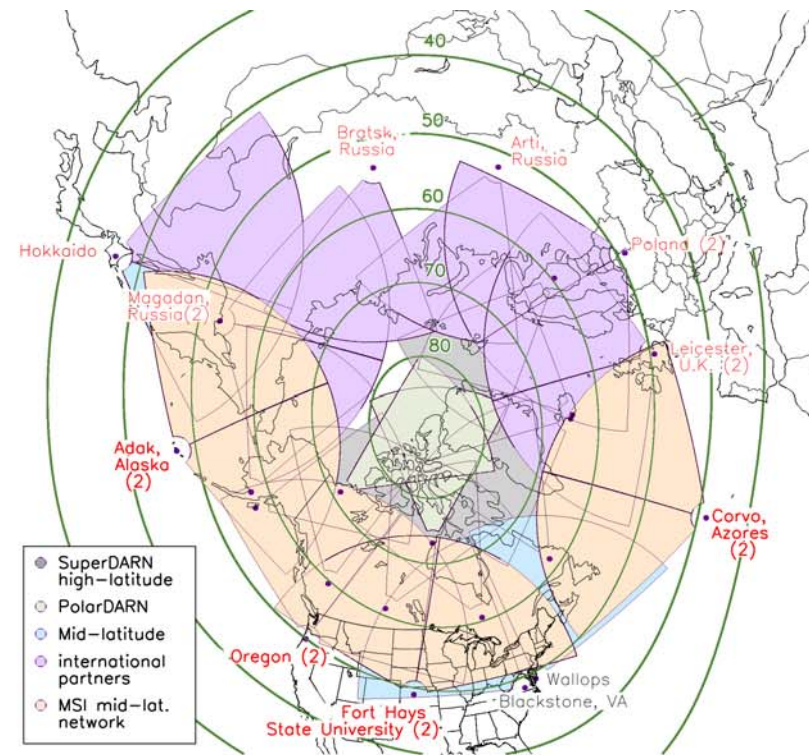 40
50
60
70
80
Bratsk,
Russia
Arti,
Russia
Hokkaido
Poland (2)
Magadan,
Russia(2)
Leicester,
U.K. (2)
Adak,
Alaska
(2)
Corvo,
Azores
(2)
SuperDARN
high-latitude
PolarDARN
Mid-latitude
international
partners
MSI mid-lat.
network
Oregon (2)
Wallops
Blackstone, VA
Fort Hays
State University (2)